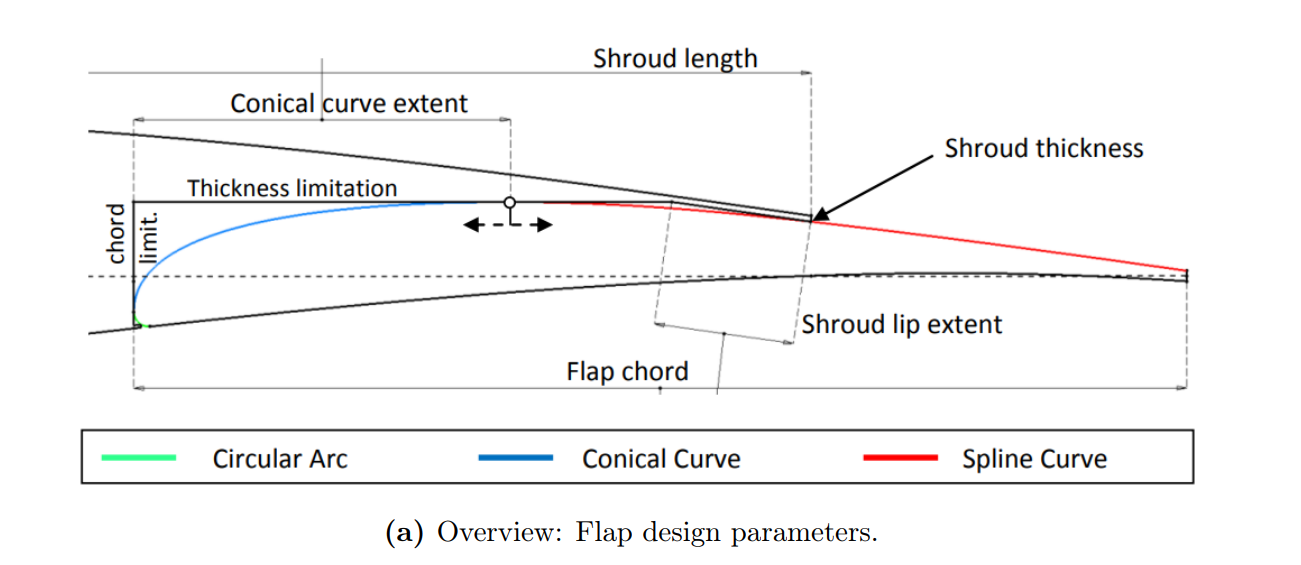 Shroud length
Conical curve extent
Shroud thickness
Thickness limitation
chord
limit.
Shroud lip extent
Flap chord
Circular Arc
Conical Curve
Spline Curve
(a) Overview: Flap design parameters.